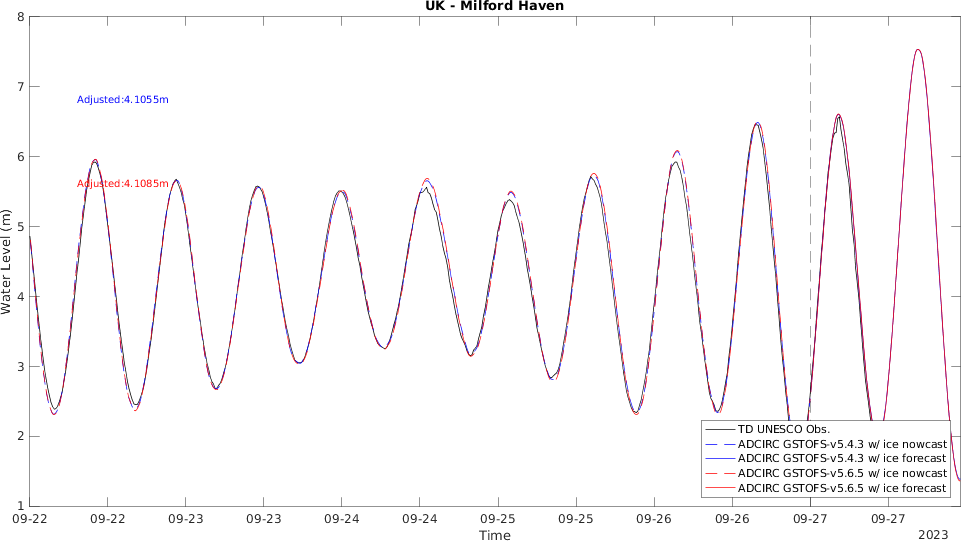 UK - Milford Haven
8
7
6
5
4
3
2
1
Water Level (m)
Adjusted:4.1055m
Adjusted:4.1085m
TD UNESCO Obs.
ADCIRC GSTOFS-v5.4.3 w/ ice nowcast
ADCIRC GSTOFS-v5.4.3 w/ ice forecast
ADCIRC GSTOFS-v5.6.5 w/ ice nowcast
ADCIRC GSTOFS-v5.6.5 w/ ice forecast
09-22 09-22 09-23 09-23 09-24 09-24 09-25 09-25 09-26 09-26 09-27 09-27
Time
2023